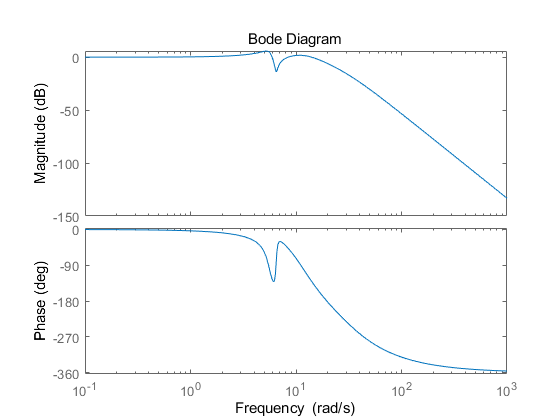 Bode Diagram
Magnitude (dB)
0
-50
-100
-150
Phase (deg)
0
-90
-180
-270
-360
10^-1 10^0 10^1 10^2 10^3
Frequency (rad/s)